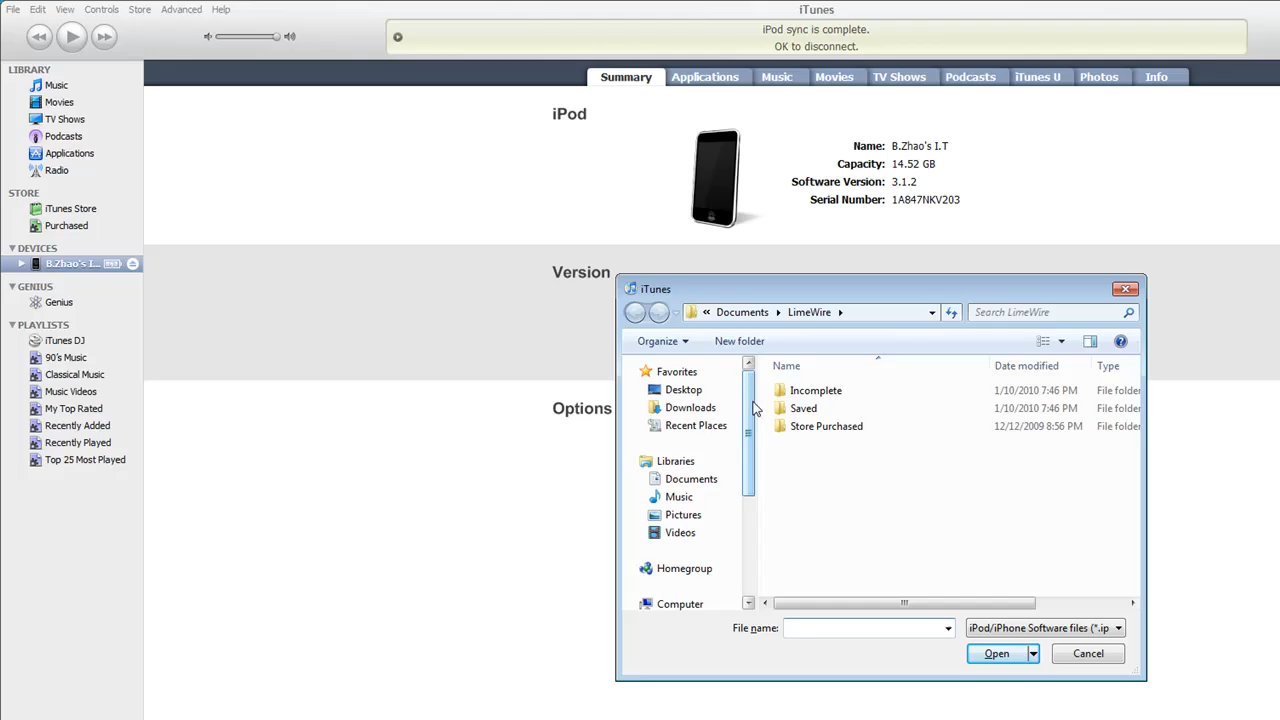 File Edit View Controls Store Advanced Help
iTunes
iPod sync is complete.
OK to disconnect.
LIBRARY
Music
Movies
TV Shows
Podcasts
Applications
Radio
STORE
iTunes Store
Purchased
DEVICES
B.Zhao's I...
GENIUS
Genius
PLAYLISTS
iTunes DJ
90's Music
Classical Music
Music Videos
My Top Rated
Recently Added
Recently Played
Top 25 Most Played
Summary Applications Music Movies TV Shows Podcasts iTunes U Photos Info
iPod
Name: B.Zhao's I.T
Capacity: 14.52 GB
Software Version: 3.1.2
Serial Number: 1A847NKV203
Version
Options
iTunes
« Documents LimeWire Search LimeWire
Organize New folder
Favorites
Desktop
Downloads
Recent Places
Libraries
Documents
Music
Pictures
Videos
Homegroup
Computer
Name Date modified Type
Incomplete 1/10/2010 7:46 PM File folder
Saved 1/10/2010 7:46 PM File folder
Store Purchased 12/12/2009 8:56 PM File folder
File name: iPod/iPhone Software files (*.ip
Open Cancel